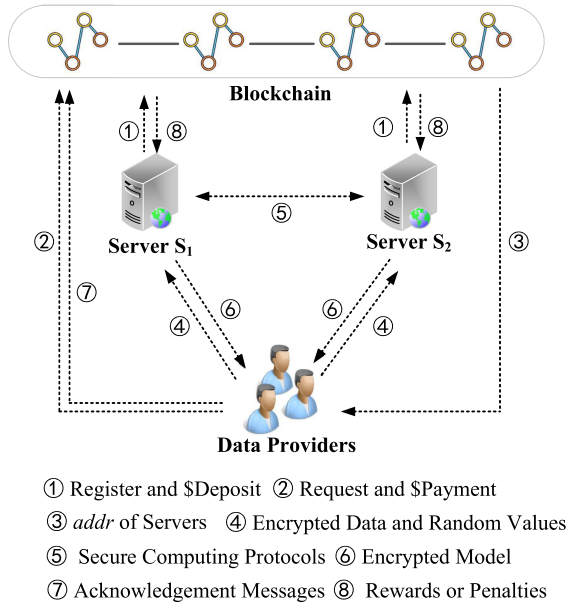 Blockchain
① ⑧ ① ⑧
Server S₁ ⑤ Server S₂
② ③
⑦ ④ ⑥ ⑥ ④
Data Providers
① Register and $Deposit ② Request and $Payment
③ addr of Servers ④ Encrypted Data and Random Values
⑤ Secure Computing Protocols ⑥ Encrypted Model
⑦ Acknowledgement Messages ⑧ Rewards or Penalties